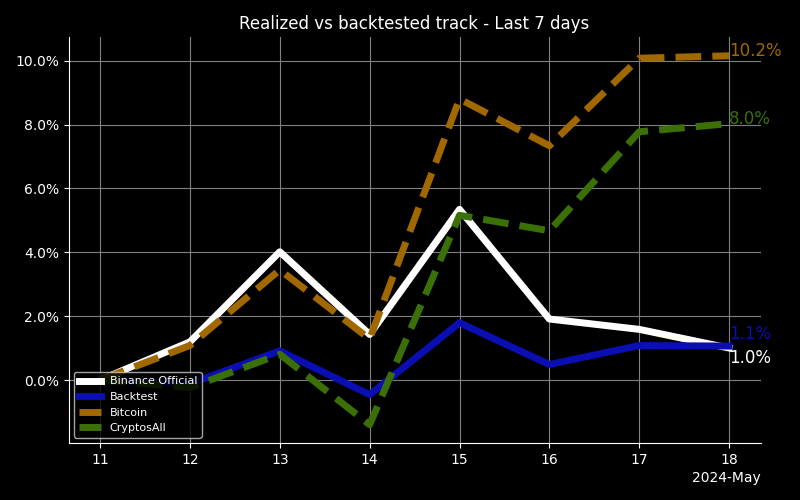 Realized vs backtested track - Last 7 days
10.0%
8.0%
6.0%
4.0%
2.0%
0.0%
10.2%
8.0%
1.1%
1.0%
Binance Official
Backtest
Bitcoin
CryptosAll
11 12 13 14 15 16 17 18
2024-May